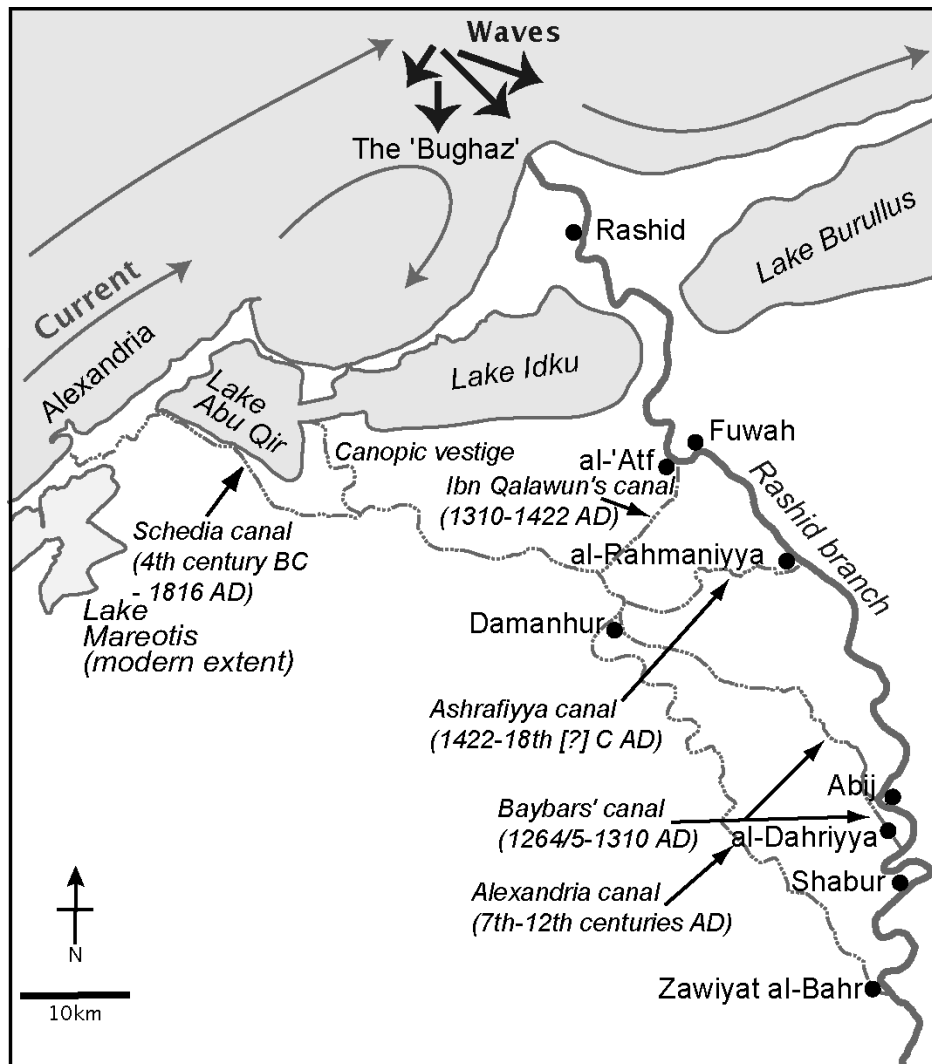 Waves
The 'Bughaz'
Rashid
Lake Burullus
Current
Alexandria
Lake
Abu Qir
Lake Idku
Fuwah
Canopic vestige
al-'Atf
Ibn Qalawun's canal
(1310-1422 AD)
Rashid branch
Schedia canal
(4th century BC
- 1816 AD)
al-Rahmaniyya
Lake
Mareotis
(modern extent)
Damanhur
Ashrafiyya canal
(1422-18th [?] C AD)
Abij
Baybars' canal
(1264/5-1310 AD)
al-Dahriyya
Shabur
Alexandria canal
(7th-12th centuries AD)
N
Zawiyat al-Bahr
10km